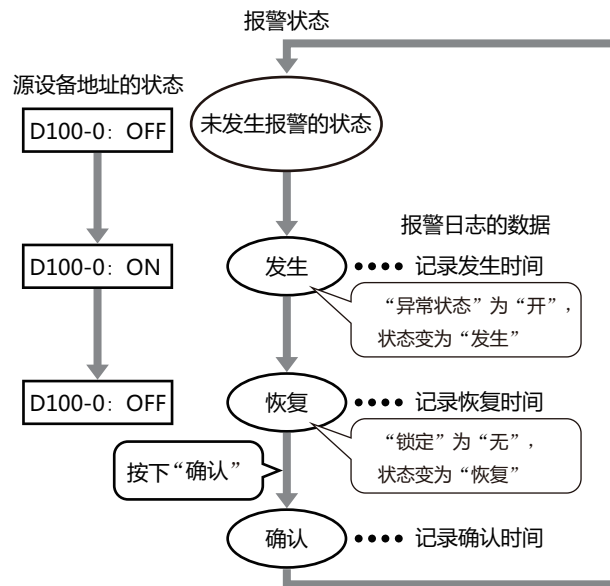 报警状态
源设备地址的状态
D100-0：OFF
未发生报警的状态
报警日志的数据
D100-0：ON
发生
•••• 记录发生时间
“异常状态”为“开”，
状态变为“发生”
D100-0：OFF
恢复
•••• 记录恢复时间
“锁定”为“无”，
状态变为“恢复”
按下“确认”
确认
•••• 记录确认时间